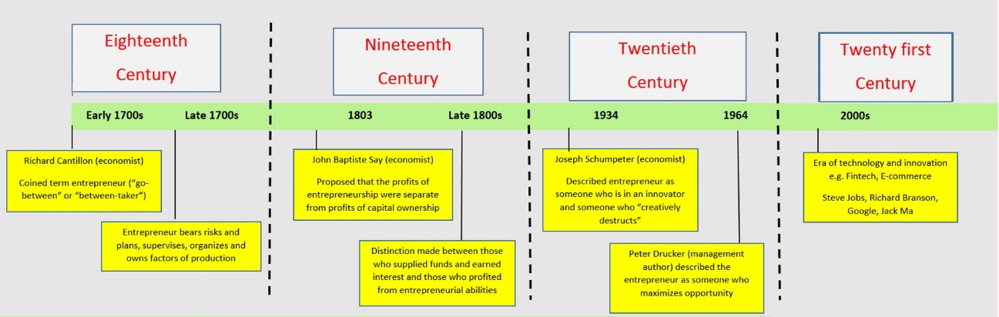 Eighteenth
Century
Nineteenth
Century
Twentieth
Century
Twenty first
Century
Early 1700s
Late 1700s
1803
Late 1800s
1934
1964
2000s
Richard Cantillon (economist)
Coined term entrepreneur (“go-
between” or “between-taker”)
Entrepreneur bears risks and
plans, supervises, organizes and
owns factors of production
John Baptiste Say (economist)
Proposed that the profits of
entrepreneurship were separate
from profits of capital ownership
Distinction made between those
who supplied funds and earned
interest and those who profited
from entrepreneurial abilities
Joseph Schumpeter (economist)
Described entrepreneur as
someone who is in an innovator
and someone who “creatively
destructs”
Peter Drucker (management
author) described the
entrepreneur as someone who
maximizes opportunity
Era of technology and innovation
e.g. Fintech, E-commerce
Steve Jobs, Richard Branson,
Google, Jack Ma